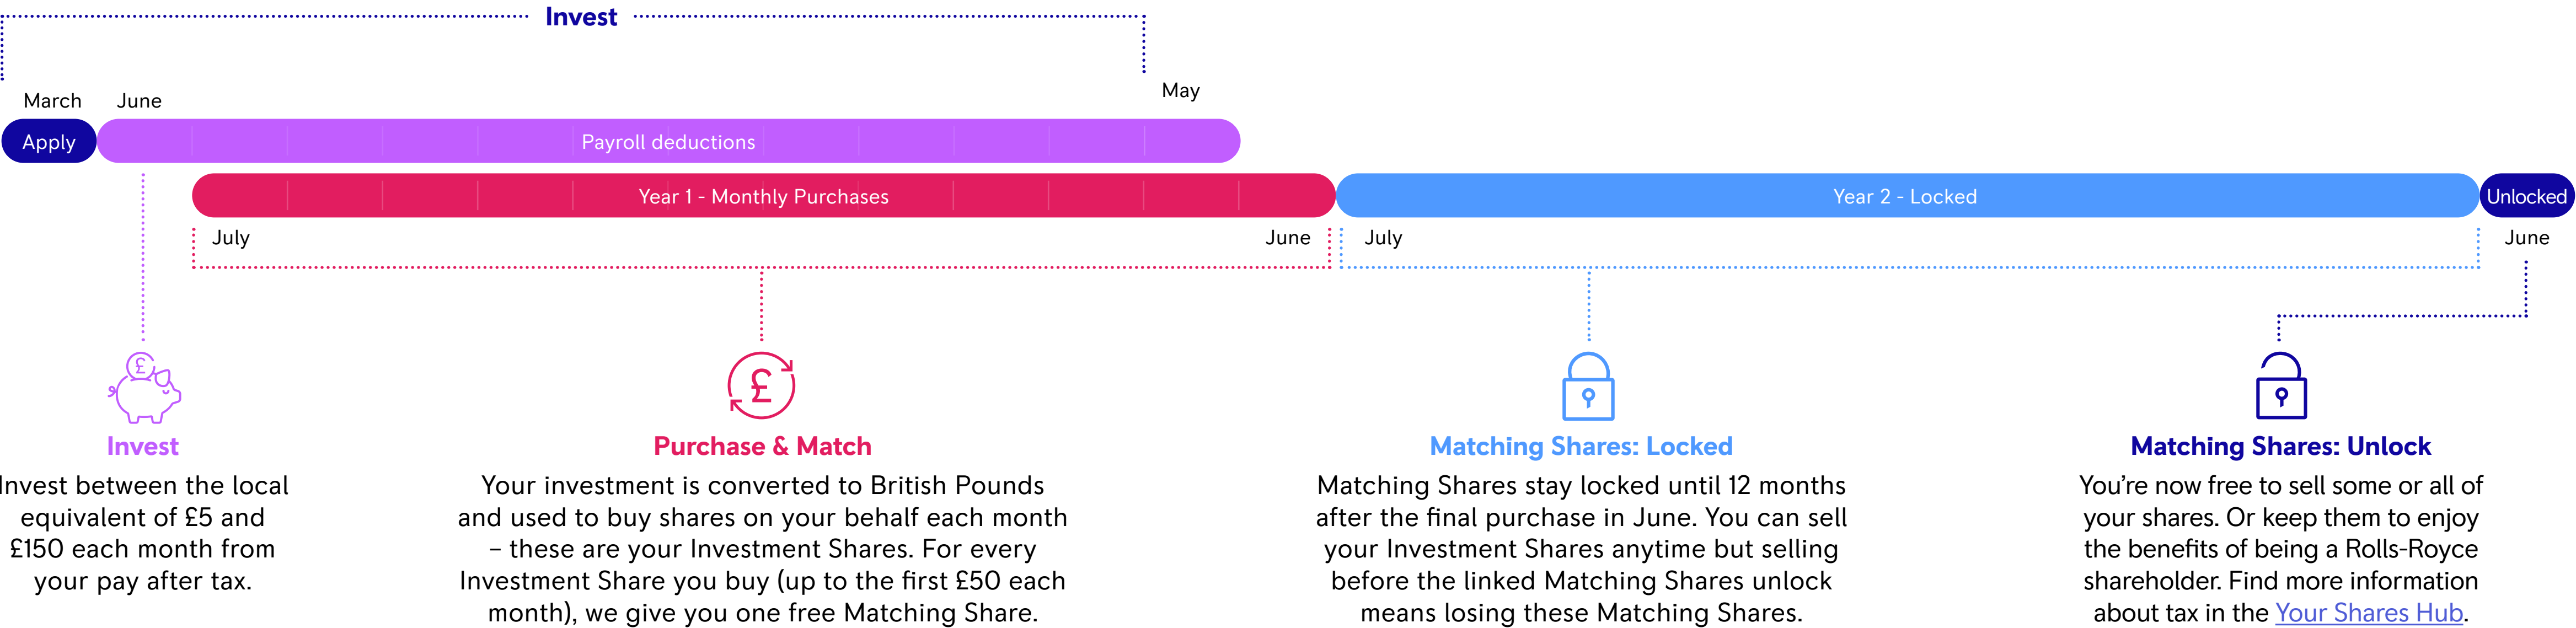 Invest
March
June
May
Apply
Payroll deductions
Year 1 - Monthly Purchases
Year 2 - Locked
Unlocked
July
June
July
June
£
£
Invest
Invest between the local
equivalent of £5 and
£150 each month from
your pay after tax.
Purchase & Match
Your investment is converted to British Pounds
and used to buy shares on your behalf each month
– these are your Investment Shares. For every
Investment Share you buy (up to the first £50 each
month), we give you one free Matching Share.
Matching Shares: Locked
Matching Shares stay locked until 12 months
after the final purchase in June. You can sell
your Investment Shares anytime but selling
before the linked Matching Shares unlock
means losing these Matching Shares.
Matching Shares: Unlock
You’re now free to sell some or all of
your shares. Or keep them to enjoy
the benefits of being a Rolls-Royce
shareholder. Find more information
about tax in the Your Shares Hub.